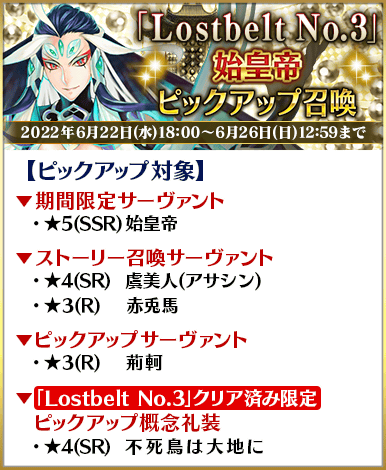 「Lostbelt No.3」
始皇帝
ピックアップ召喚
2022年6月22日(水)18:00～6月26日(日)12:59まで
【ピックアップ対象】
▼期間限定サーヴァント
・★5(SSR) 始皇帝
▼ストーリー召喚サーヴァント
・★4(SR) 虞美人(アサシン)
・★3(R) 赤兎馬
▼ピックアップサーヴァント
・★3(R) 荊軻
▼「Lostbelt No.3」クリア済み限定
ピックアップ概念礼装
・★4(SR) 不死鳥は大地に